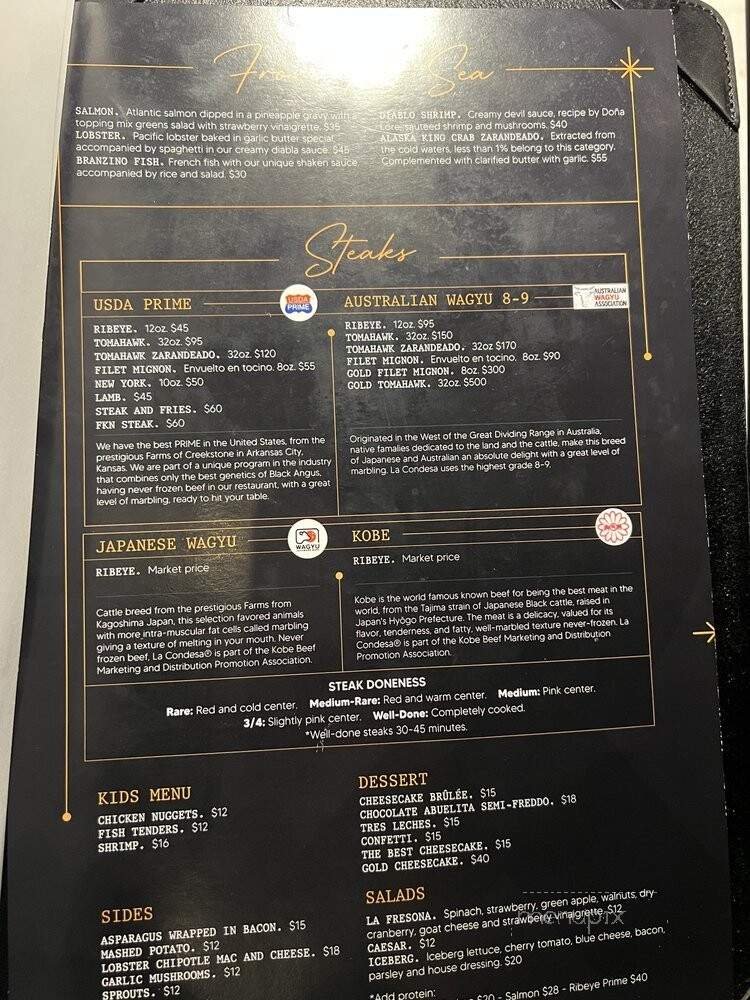 Sea
SALMON. Atlantic salmon dipped in a pineapple gravy with a
topping mix greens salad with strawberry vinaigrette. $35
LOBSTER. Pacific lobster baked in garlic butter special,
accompanied by spaghetti in our creamy diabla sauce. $45
BRANZINO FISH. French fish with our unique shaken sauce
accompanied by rice and salad. $30
DIABLO SHRIMP. Creamy devil sauce, recipe by Doña
Lore, sauteed shrimp and mushrooms. $40
ALASKA KING CRAB ZARANDEADO. Extracted from
the cold waters, less than 1% belong to this category.
Complemented with clarified butter with garlic. $55
Steaks
USDA PRIME
USDA
PRIME
RIBEYE. 12oz $45
TOMAHAWK. 32oz $95
TOMAHAWK ZARANDEADO. 32oz $120
FILET MIGNON. Envuelto en tocino. 8oz. $55
NEW YORK. 10oz. $50
LAMB. $45
STEAK AND FRIES. $60
FKN STEAK. $60
We have the best PRIME in the United States, from the
prestigious Farms of Creekstone in Arkansas City,
Kansas. We are part of a unique program in the industry
that combines only the best genetics of Black Angus,
having never frozen beef in our restaurant, with a great
level of marbling, ready to hit your table.
AUSTRALIAN WAGYU 8-9
AUSTRALIAN
WAGYU
ASSOCIATION
RIBEYE. 12oz $95
TOMAHAWK. 32oz. $150
TOMAHAWK ZARANDEADO. 32oz $170
FILET MIGNON. Envuelto en tocino. 8oz. $90
GOLD FILET MIGNON. 8oz. $300
GOLD TOMAHAWK. 32oz. $500
Originated in the West of the Great Dividing Range in Australia,
native famalies dedicated to the land and the cattle, make this breed
of Japanese and Australian an absolute delight with a great level of
marbling. La Condesa uses the highest grade 8-9.
JAPANESE WAGYU
WAGYU
RIBEYE. Market price
Cattle breed from the prestigious Farms from
Kagoshima Japan, this selection favored animals
with more intra-muscular fat cells called marbling
giving a texture of melting in your mouth. Never
frozen beef, La Condesa® is part of the Kobe Beef
Marketing and Distribution Promotion Association.
KOBE
RIBEYE. Market price
Kobe is the world famous known beef for being the best meat in the
world, from the Tajima strain of Japanese Black cattle, raised in
Japan's Hyōgo Prefecture. The meat is a delicacy, valued for its
flavor, tenderness, and fatty, well-marbled texture never-frozen. La
Condesa® is part of the Kobe Beef Marketing and Distribution
Promotion Association.
STEAK DONENESS
Rare: Red and cold center. Medium-Rare: Red and warm center. Medium: Pink center.
3/4: Slightly pink center. Well-Done: Completely cooked.
*Well-done steaks 30-45 minutes.
KIDS MENU
CHICKEN NUGGETS. $12
FISH TENDERS. $12
SHRIMP. $16
DESSERT
CHEESECAKE BRÛLÉE. $15
CHOCOLATE ABUELITA SEMI-FREDDO. $18
TRES LECHES. $15
CONFETTI. $15
THE BEST CHEESECAKE. $15
GOLD CHEESECAKE. $40
SIDES
ASPARAGUS WRAPPED IN BACON. $15
MASHED POTATO. $12
LOBSTER CHIPOTLE MAC AND CHEESE. $18
GARLIC MUSHROOMS. $12
SPROUTS. $12
SALADS
LA FRESONA. Spinach, strawberry, green apple, walnuts, dry-
cranberry, goat cheese and strawberry vinaigrette. $12
CAESAR. $12
ICEBERG. Iceberg lettuce, cherry tomato, blue cheese, bacon,
parsley and house dressing. $20
*Add protein:
$20 - Salmon $28 - Ribeye Prime $40
menupix